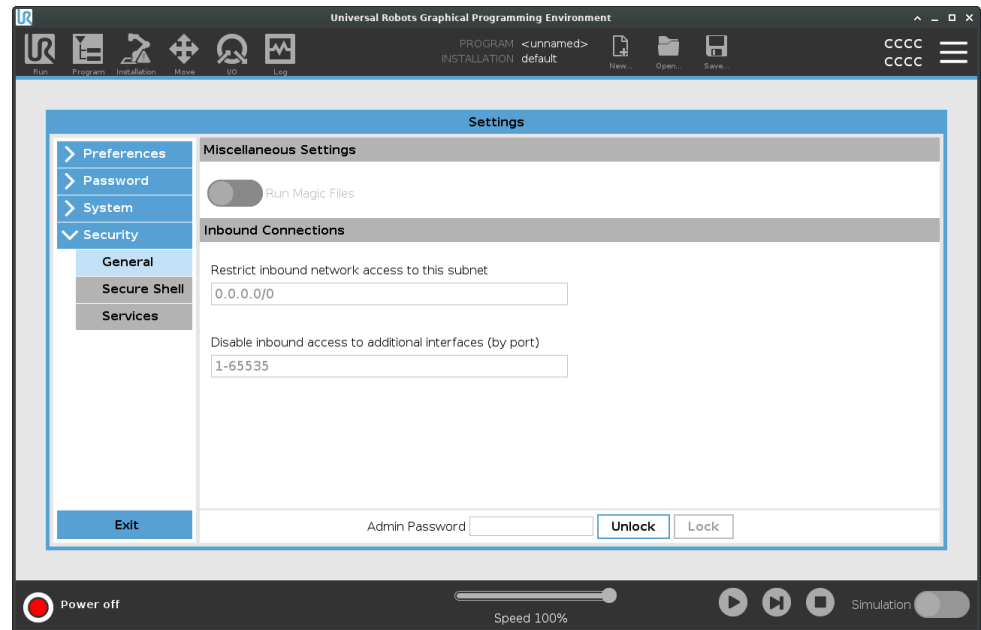 Universal Robots Graphical Programming Environment
UR
Run
Program
Installation
Move
I/O
Log
PROGRAM <unnamed>
INSTALLATION default
New...
Open...
Save...
CCCC
CCCC
Settings
Preferences
Password
System
Security
General
Secure Shell
Services
Exit
Miscellaneous Settings
Run Magic Files
Inbound Connections
Restrict inbound network access to this subnet
0.0.0.0/0
Disable inbound access to additional interfaces (by port)
1-65535
Admin Password
Unlock
Lock
Power off
Speed 100%
Simulation